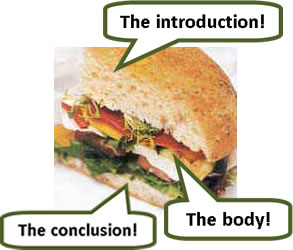 The introduction!
The body!
The conclusion!